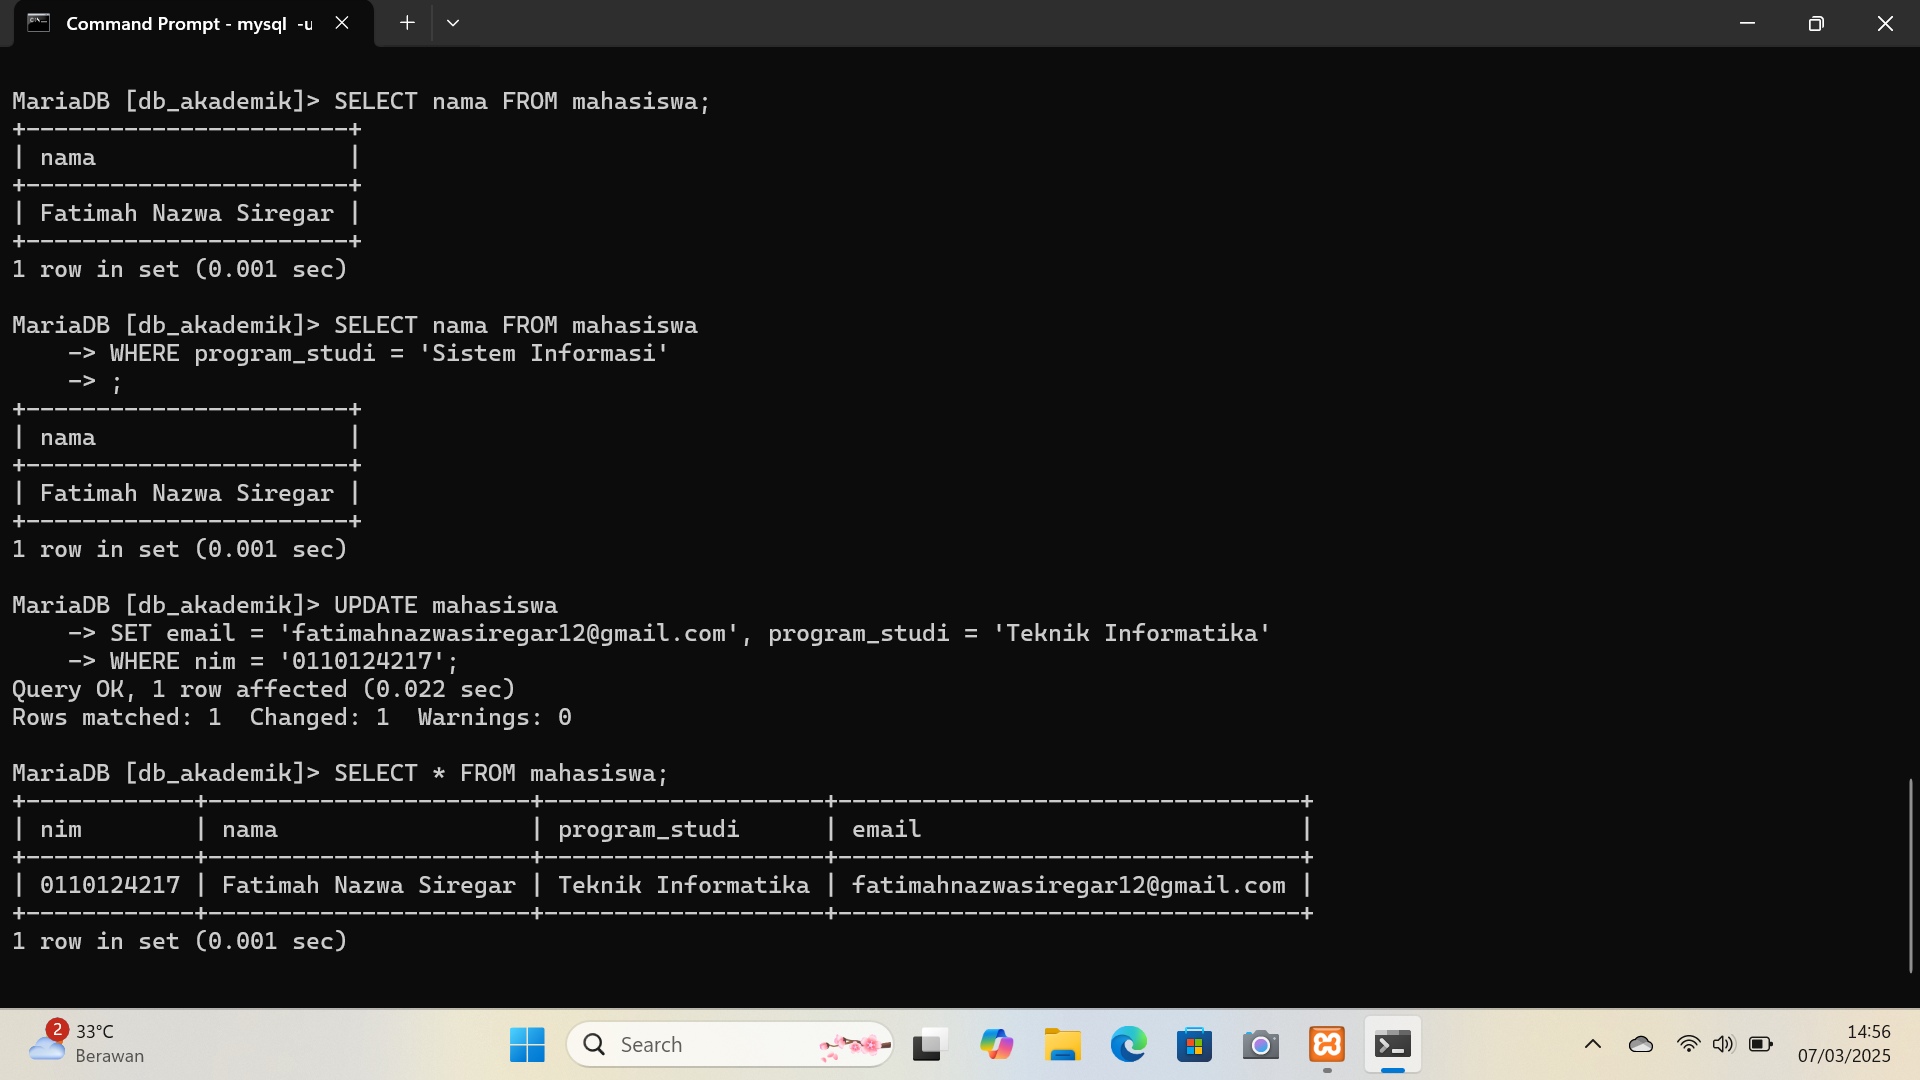 Command Prompt - mysql  -u
MariaDB [db_akademik]> SELECT nama FROM mahasiswa;
+-----------------------+
| nama                  |
+-----------------------+
| Fatimah Nazwa Siregar |
+-----------------------+
1 row in set (0.001 sec)
MariaDB [db_akademik]> SELECT nama FROM mahasiswa
    -> WHERE program_studi = 'Sistem Informasi'
    -> ;
+-----------------------+
| nama                  |
+-----------------------+
| Fatimah Nazwa Siregar |
+-----------------------+
1 row in set (0.001 sec)
MariaDB [db_akademik]> UPDATE mahasiswa
    -> SET email = 'fatimahnazwasiregar12@gmail.com', program_studi = 'Teknik Informatika'
    -> WHERE nim = '0110124217';
Query OK, 1 row affected (0.022 sec)
Rows matched: 1  Changed: 1  Warnings: 0
MariaDB [db_akademik]> SELECT * FROM mahasiswa;
+------------+-----------------------+--------------------+---------------------------------+
| nim        | nama                  | program_studi      | email                           |
+------------+-----------------------+--------------------+---------------------------------+
| 0110124217 | Fatimah Nazwa Siregar | Teknik Informatika | fatimahnazwasiregar12@gmail.com |
+------------+-----------------------+--------------------+---------------------------------+
1 row in set (0.001 sec)
2
33°C
Berawan
Search
14:56
07/03/2025